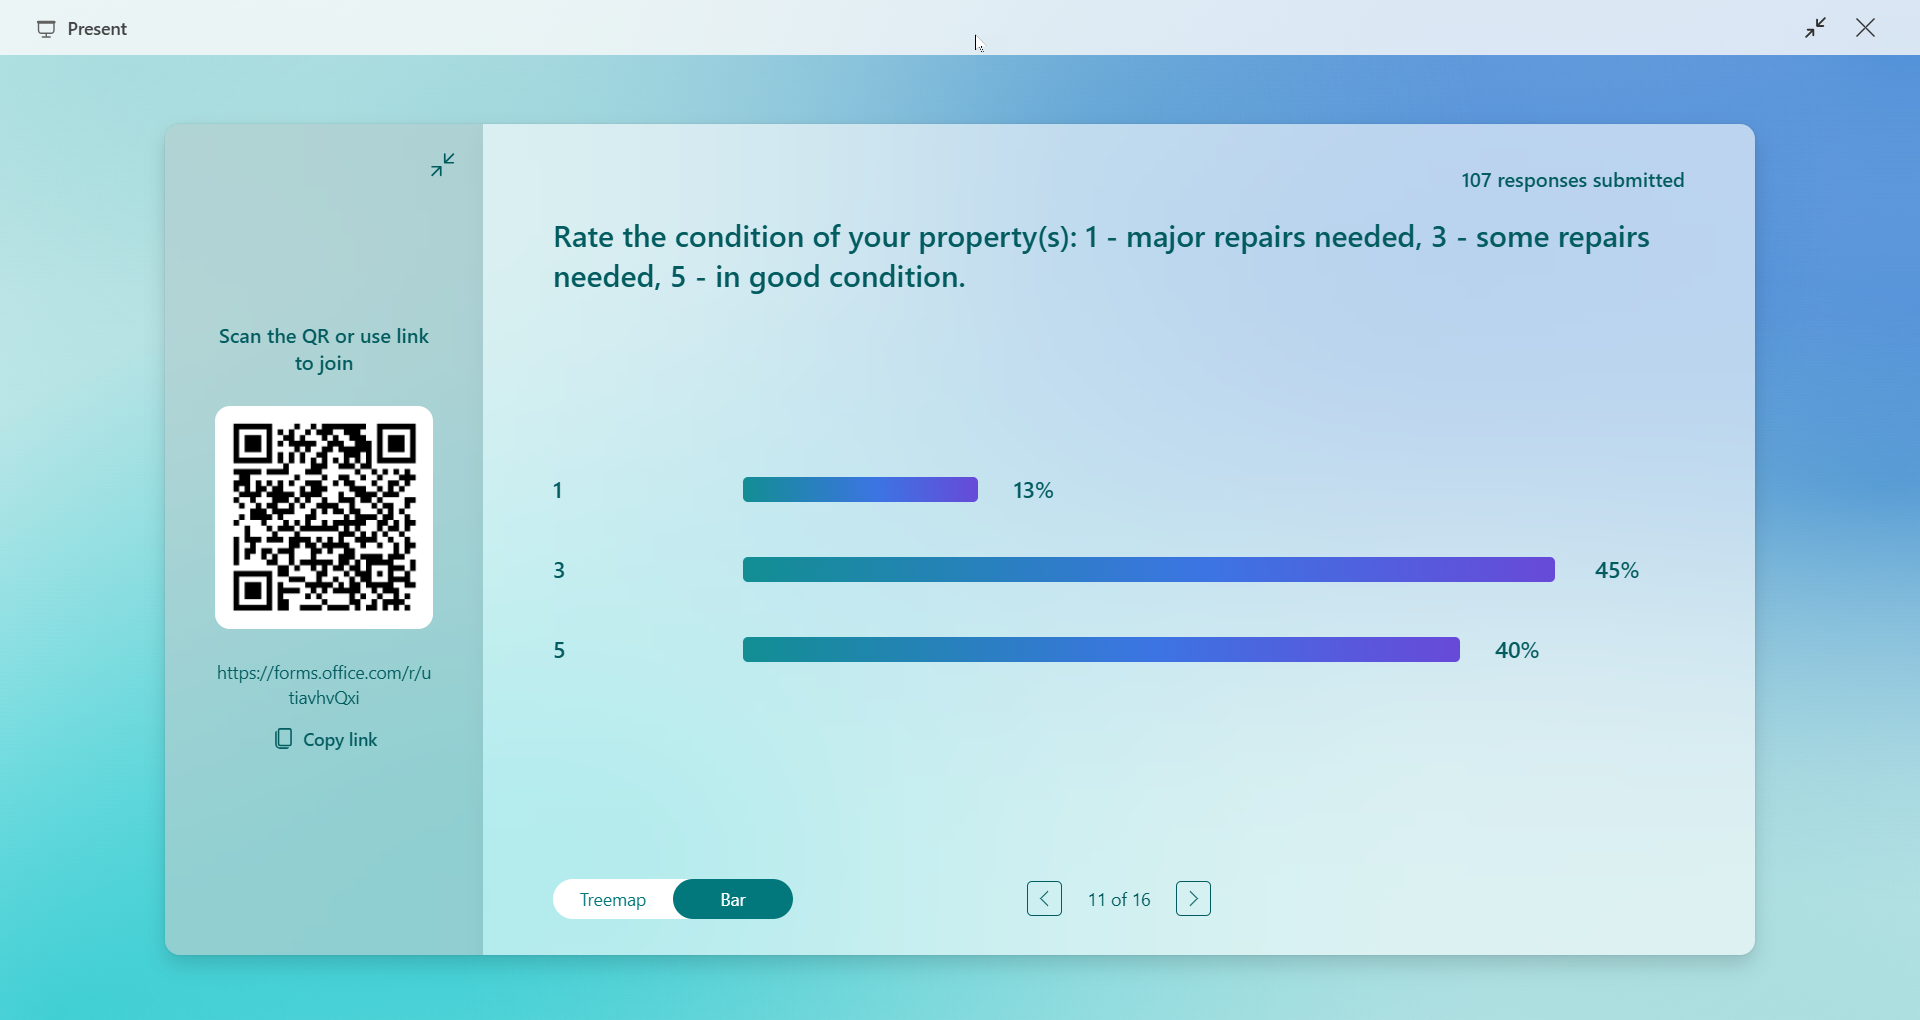 Present
107 responses submitted
Rate the condition of your property(s): 1 - major repairs needed, 3 - some repairs
needed, 5 - in good condition.
Scan the QR or use link
to join
https://forms.office.com/r/u
tiavhvQxi
Copy link
1 13%
3 45%
5 40%
Treemap Bar
11 of 16